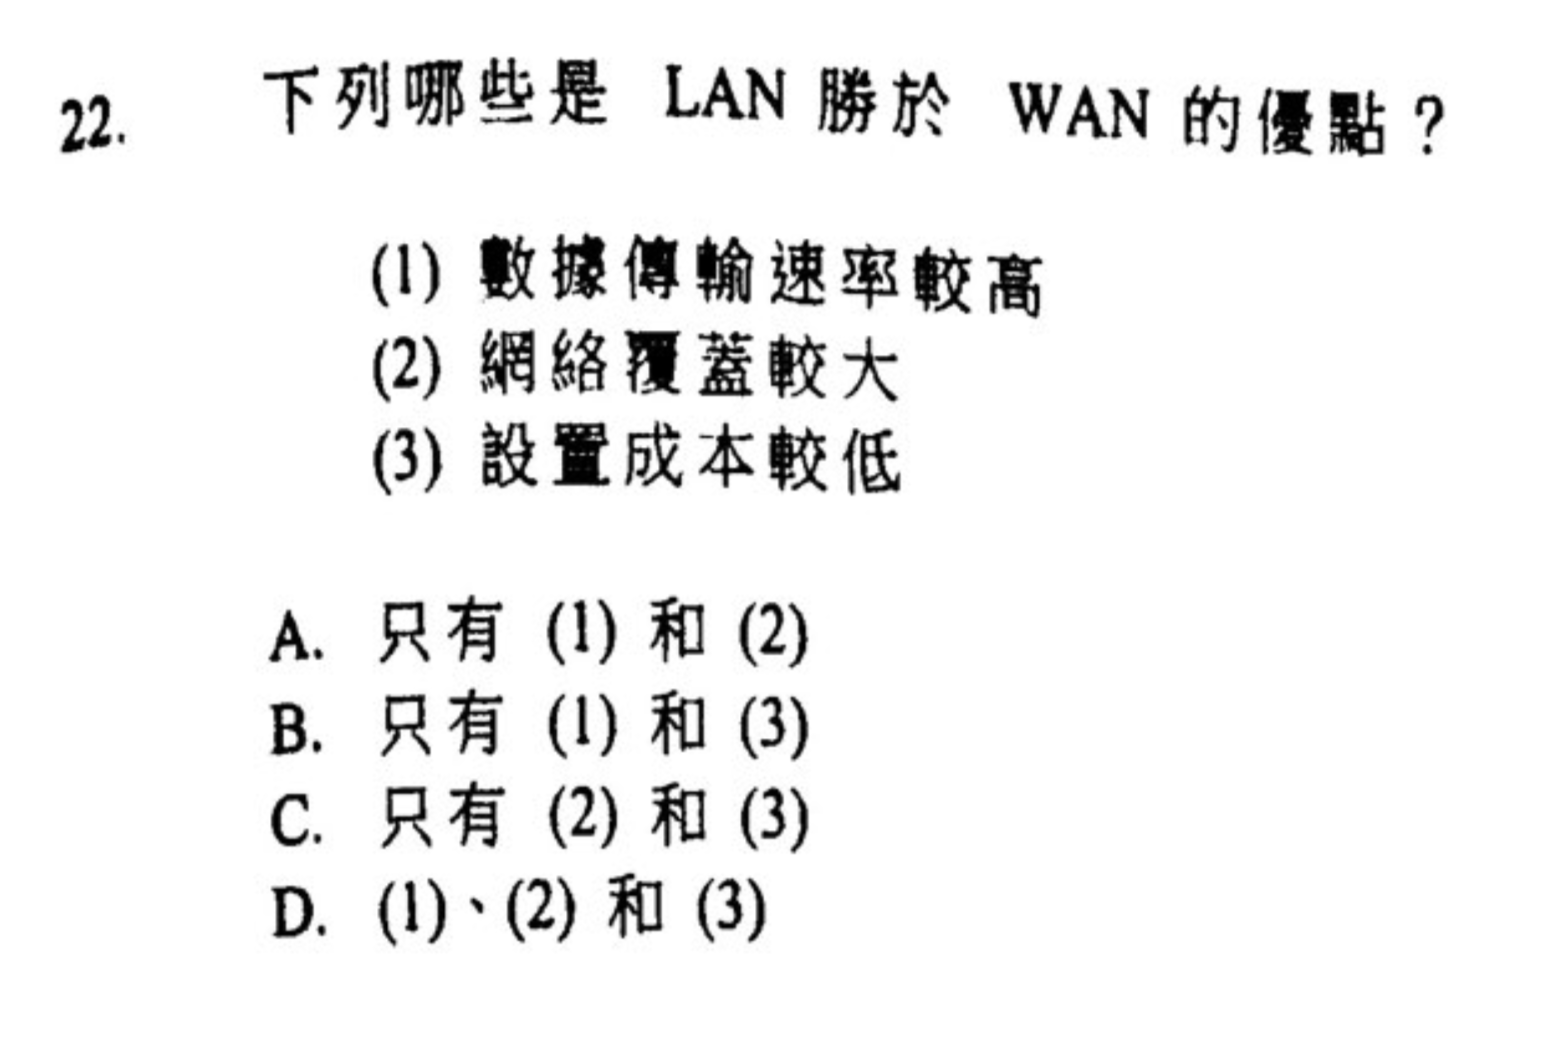 22. 下列哪些是 LAN 勝於 WAN 的優點？
(1) 數據傳輸速率較高
(2) 網絡覆蓋較大
(3) 設置成本較低
A. 只有 (1) 和 (2)
B. 只有 (1) 和 (3)
C. 只有 (2) 和 (3)
D. (1)、(2) 和 (3)